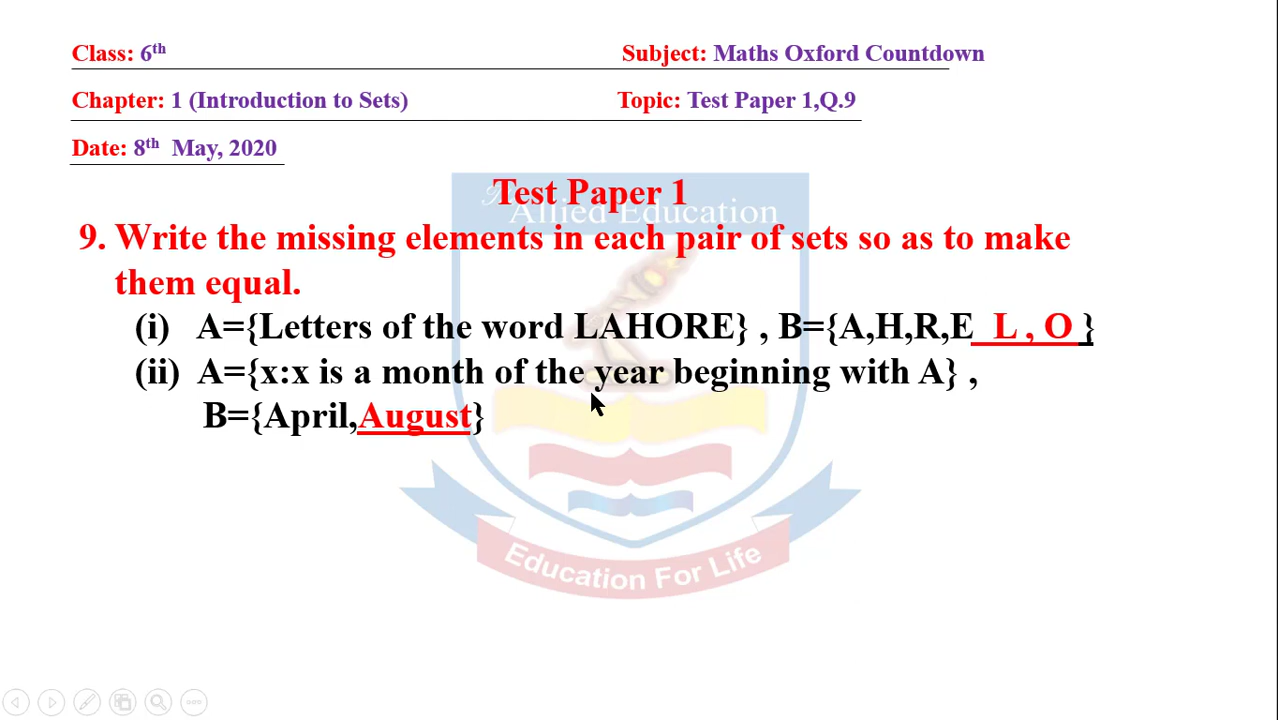 Class: 6th Subject: Maths Oxford Countdown
Chapter: 1 (Introduction to Sets) Topic: Test Paper 1,Q.9
Date: 8th May, 2020
Test Paper 1
Allied Education
9. Write the missing elements in each pair of sets so as to make
them equal.
(i) A={Letters of the word LAHORE} , B={A,H,R,E L , O }
(ii) A={x:x is a month of the year beginning with A} ,
B={April,August}
Education For Life